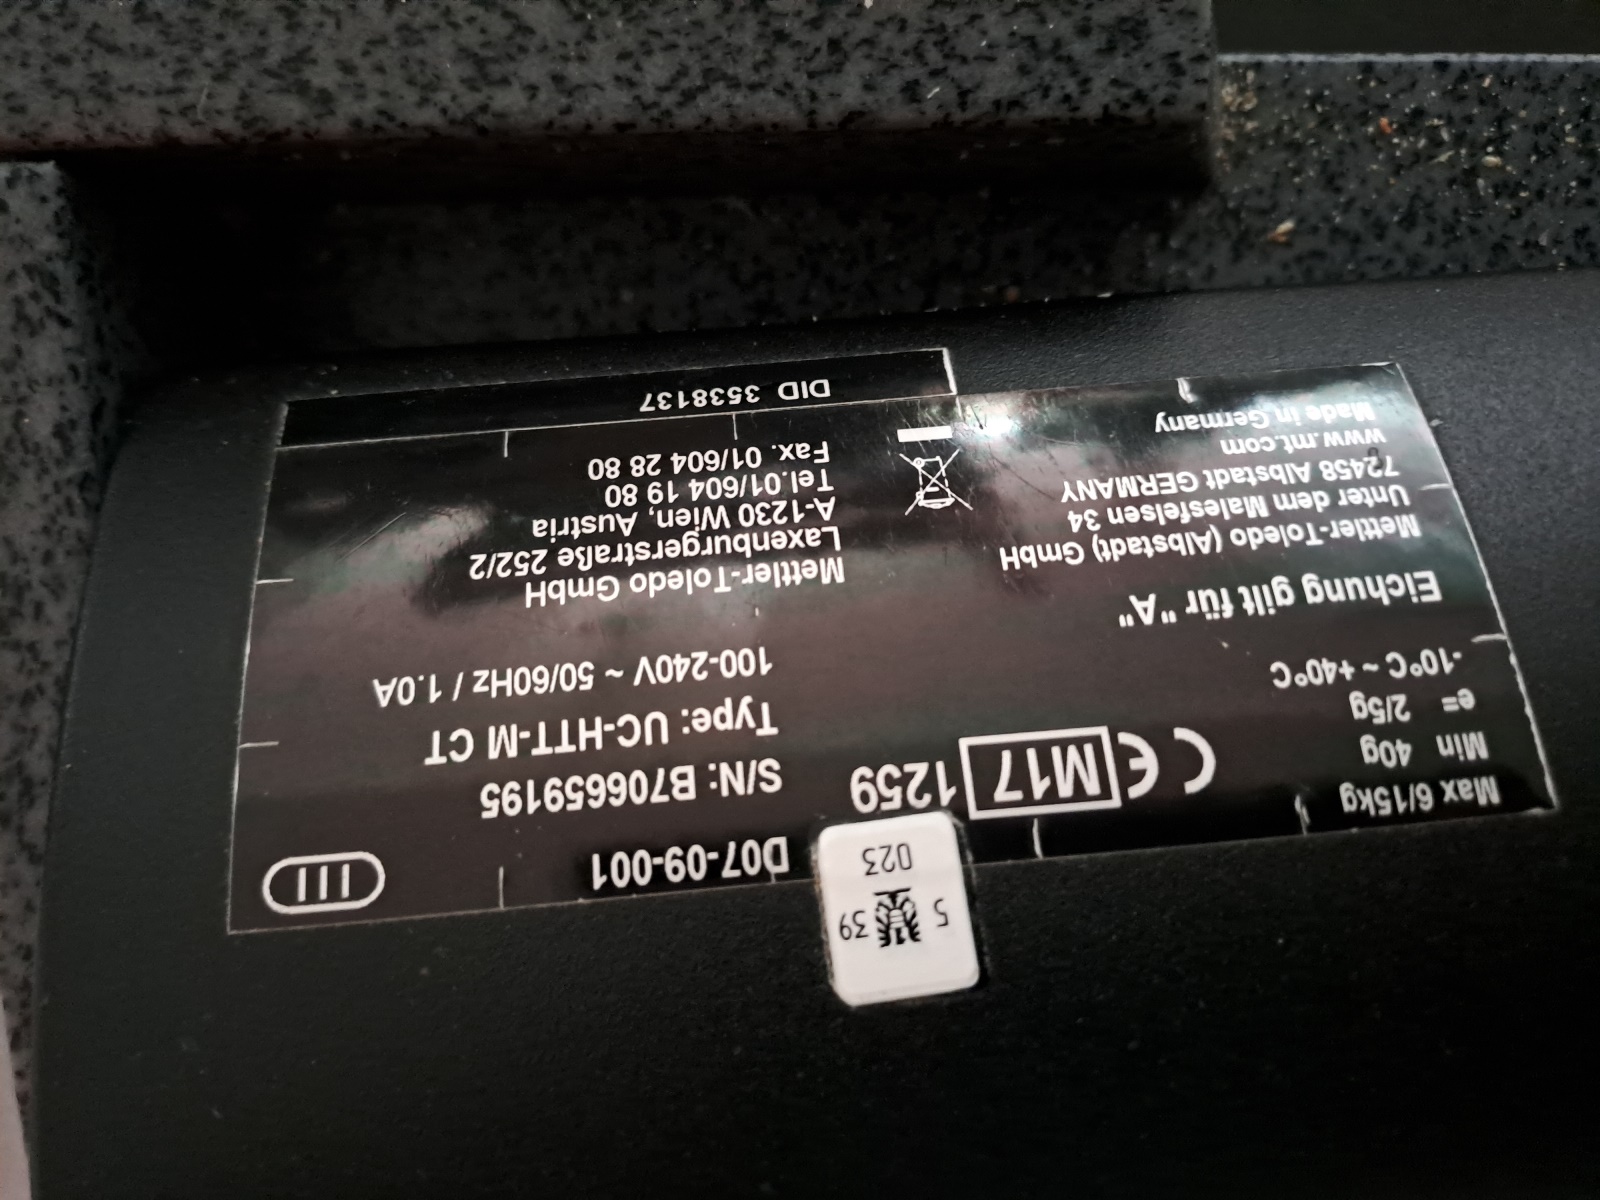 Max 6/15kg
Min 40g
e= 2/5g
-10°C ~ +40°C
Eichung gilt für "A"
Mettler-Toledo (Albstadt) GmbH
Unter dem Malesfelsen 34
72458 Albstadt GERMANY
www.mt.com
Made in Germany
CE M17 1259
5 39
023
D07-09-001
III
S/N: B706659195
Type: UC-HTT-M CT
100-240V ~ 50/60Hz / 1.0A
Mettler-Toledo GmbH
Laxenburgerstraße 252/2
A-1230 Wien, Austria
Tel.01/604 19 80
Fax. 01/604 28 80
DID 3538137